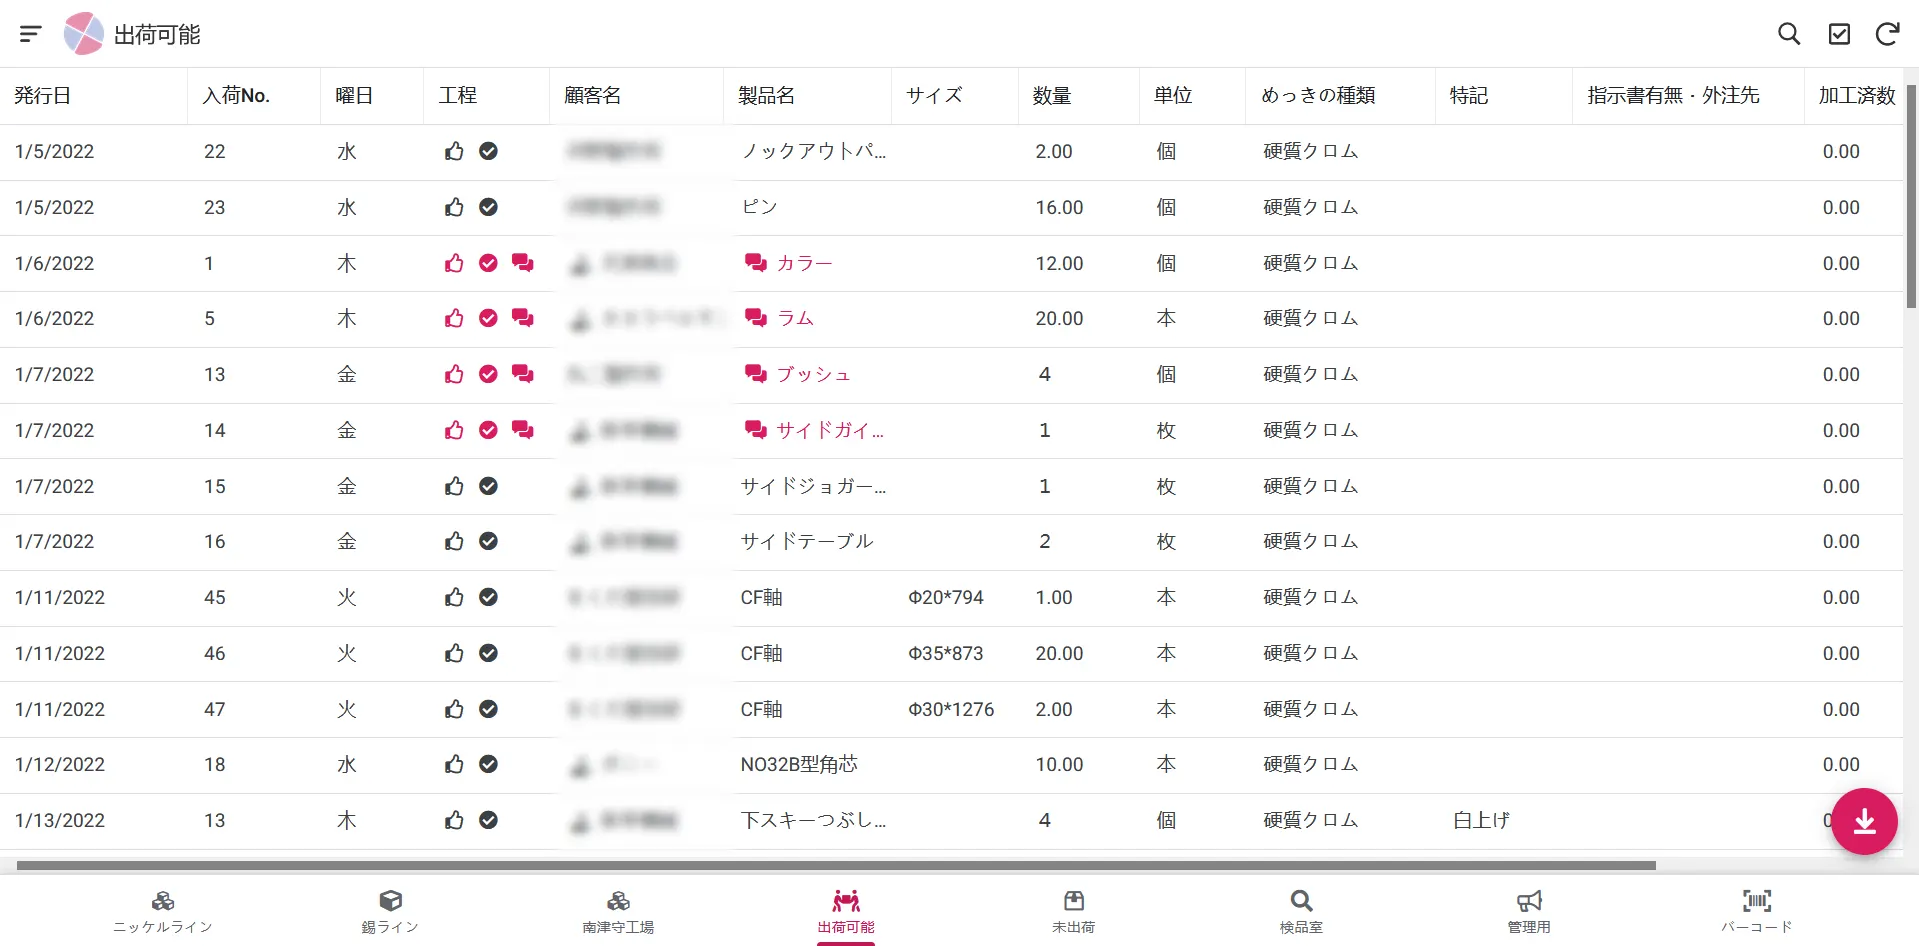 出荷可能
発行日 入荷No. 曜日 工程 顧客名 製品名 サイズ 数量 単位 めっきの種類 特記 指示書有無・外注先 加工済数
1/5/2022 22 水 ノックアウトパ… 2.00 個 硬質クロム 0.00
1/5/2022 23 水 ピン 16.00 個 硬質クロム 0.00
1/6/2022 1 木 カラー 12.00 個 硬質クロム 0.00
1/6/2022 5 木 ラム 20.00 本 硬質クロム 0.00
1/7/2022 13 金 ブッシュ 4 個 硬質クロム 0.00
1/7/2022 14 金 サイドガイ… 1 枚 硬質クロム 0.00
1/7/2022 15 金 サイドジョガー… 1 枚 硬質クロム 0.00
1/7/2022 16 金 サイドテーブル 2 枚 硬質クロム 0.00
1/11/2022 45 火 CF軸 Φ20*794 1.00 本 硬質クロム 0.00
1/11/2022 46 火 CF軸 Φ35*873 20.00 本 硬質クロム 0.00
1/11/2022 47 火 CF軸 Φ30*1276 2.00 本 硬質クロム 0.00
1/12/2022 18 水 NO32B型角芯 10.00 本 硬質クロム 0.00
1/13/2022 13 木 下スキーつぶし… 4 個 硬質クロム 白上げ
ニッケルライン 錫ライン 南津守工場 出荷可能 未出荷 検品室 管理用 バーコード